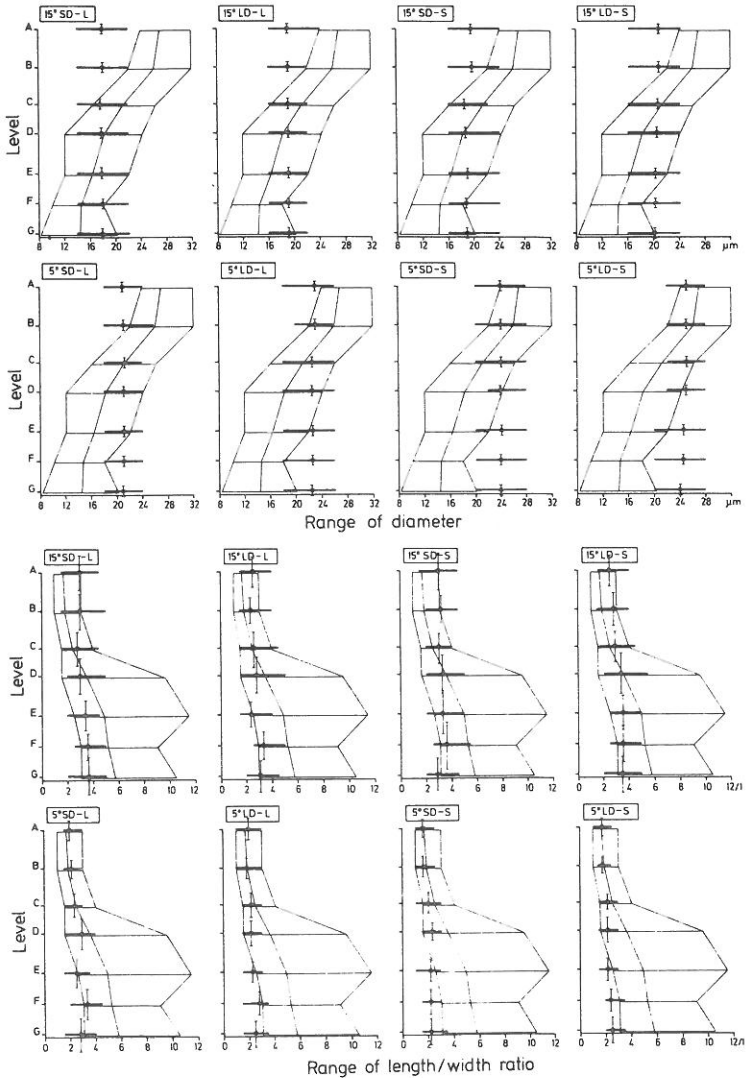 15° SD-L 15° LD-L 15° SD-S 15° LD-S
A
B
C
D
E
F
G
Level
8 12 16 20 24 28 32 12 16 20 24 28 32 8 12 16 20 24 28 32 8 12 16 20 24 28 µm
5° SD-L 5° LD-L 5° SD-S 5° LD-S
A
B
C
D
E
F
G
Level
8 12 16 20 24 28 32 8 12 16 20 24 28 32 8 12 16 20 24 28 32 8 12 16 20 24 28 µm
Range of diameter
15° SD-L 15° LD-L 15° SD-S 15° LD-S
A
B
C
D
E
F
G
Level
0 2 4 6 8 10 12 0 2 4 6 8 10 12 0 2 4 6 8 10 12 0 2 4 6 8 10 12/1
5° SD-L 5° LD-L 5° SD-S 5° LD-S
A
B
C
D
E
F
G
Level
0 2 4 6 8 10 12 0 2 4 6 8 10 12 0 2 4 6 8 10 12 0 2 4 6 8 10 12/1
Range of length/width ratio